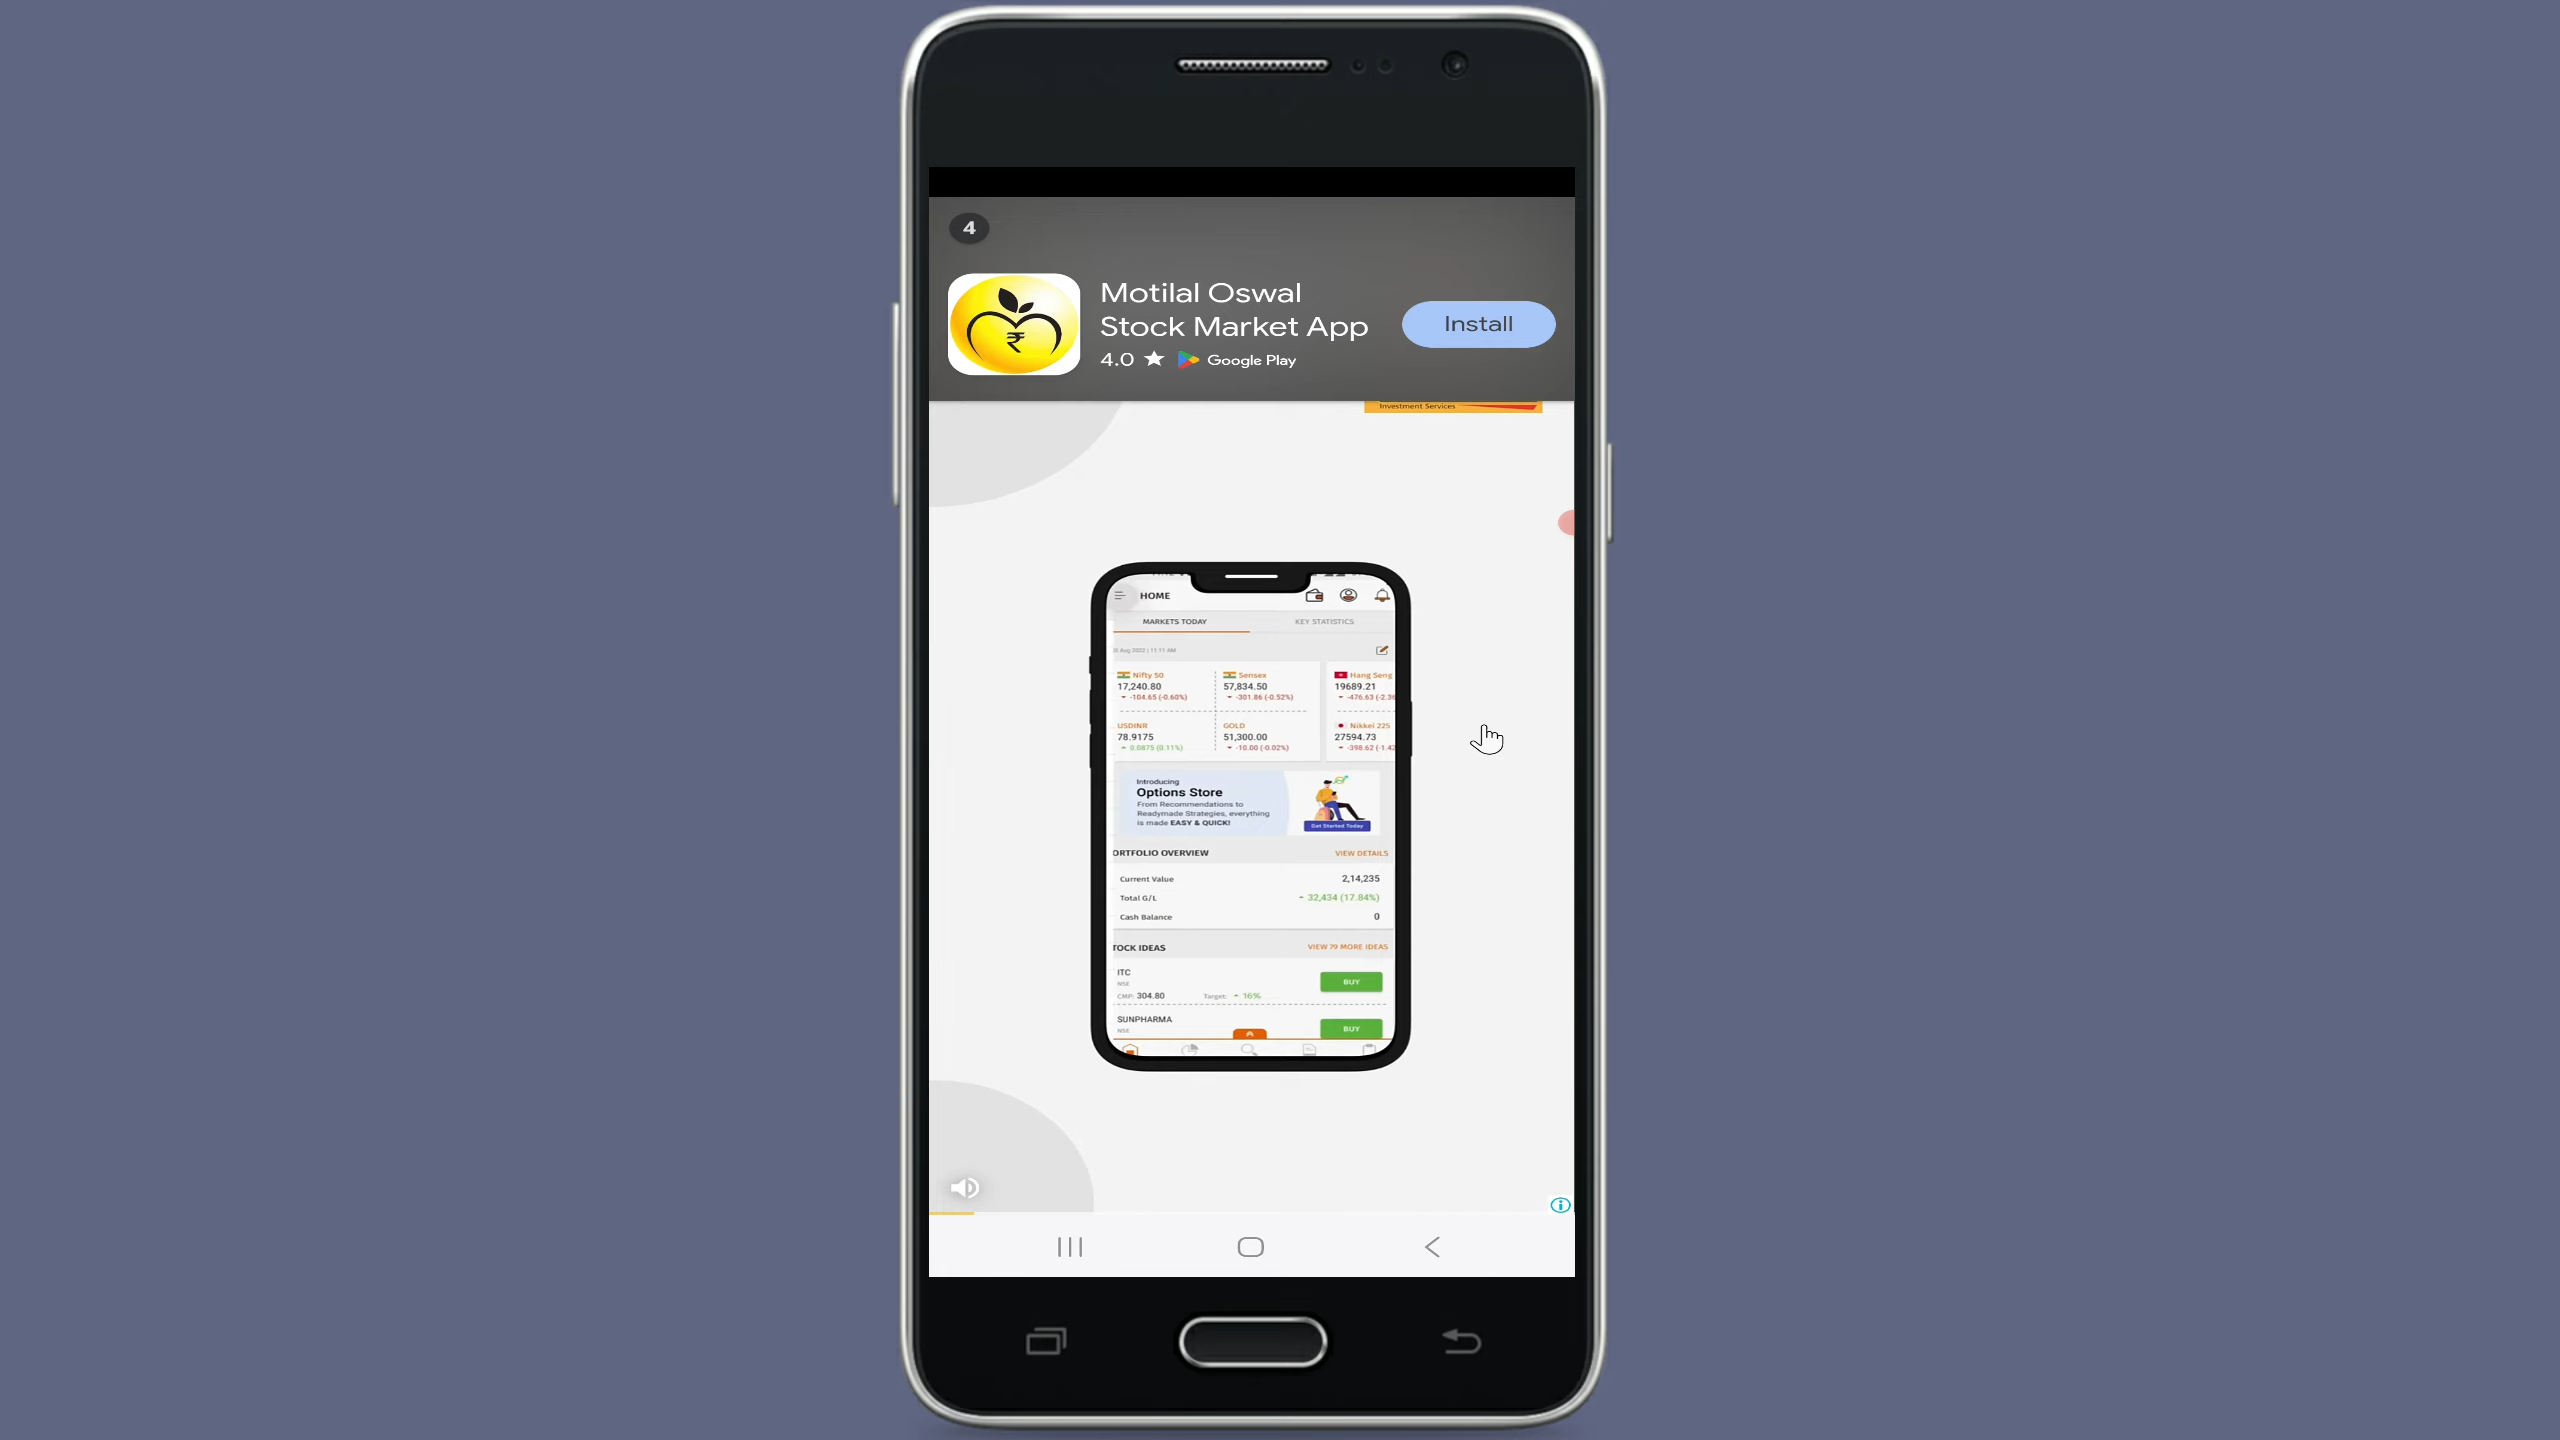 4
Motilal Oswal
Stock Market App
4.0 ★ Google Play
Install
Investment Services
HOME
MARKETS TODAY
KEY STATISTICS
Aug 2022 | 11:11 AM
Nifty 50
17,240.80
-104.65 (-0.60%)
Sensex
57,834.50
-301.86 (-0.52%)
Hang Seng
19689.21
-476.63 (-2.36
USDINR
78.9175
0.0875 (0.11%)
GOLD
51,300.00
-10.00 (-0.02%)
Nikkei 225
27594.73
-398.62 (-1.42
Introducing
Options Store
From Recommendations to
Readymade Strategies, everything
is made EASY & QUICK!
Get Started Today
ORTFOLIO OVERVIEW
VIEW DETAILS
Current Value
2,14,235
Total G/L
32,434 (17.84%)
Cash Balance
0
TOCK IDEAS
VIEW 79 MORE IDEAS
ITC
NSE
CMP: 304.80
Target: 16%
BUY
SUNPHARMA
NSE
BUY